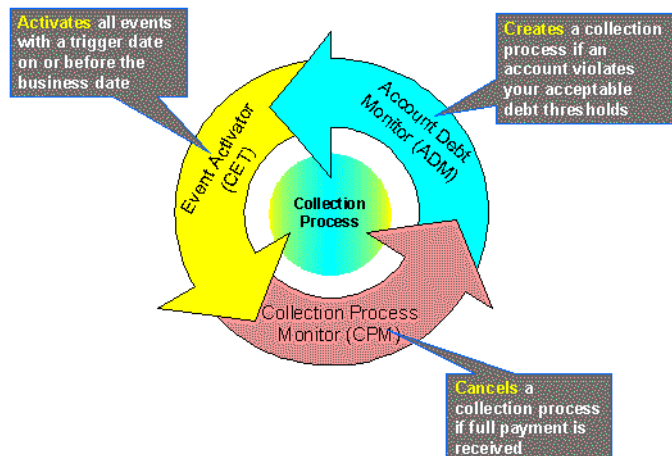 Activates all events
with a trigger date
on or before the
business date
Creates a collection
process if an
account violates
your acceptable
debt thresholds
Event Activator
(CET)
Account Debt
Monitor (ADM)
Collection
Process
Collection Process
Monitor (CPM)
Cancels a
collection process
if full payment is
received